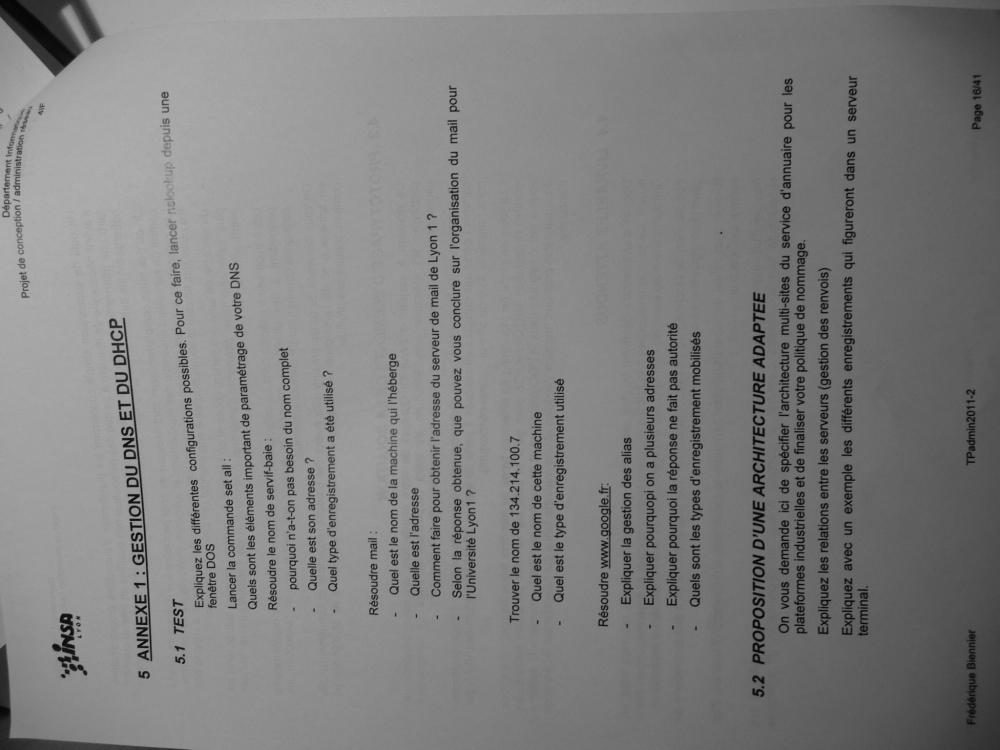 Département Informatique
Projet de conception / administration réseaux
4IF
INSA
LYON
5 ANNEXE 1 : GESTION DU DNS ET DU DHCP
5.1 TEST
Expliquez les différentes configurations possibles. Pour ce faire, lancer nslookup depuis une
fenêtre DOS
Lancer la commande set all :
Quels sont les éléments important de paramétrage de votre DNS
Résoudre le nom de servif-baie :
- pourquoi n'a-t-on pas besoin du nom complet
- Quelle est son adresse ?
- Quel type d'enregistrement a été utilisé ?
Résoudre mail :
- Quel est le nom de la machine qui l'héberge
- Quelle est l'adresse
- Comment faire pour obtenir l'adresse du serveur de mail de Lyon 1 ?
- Selon la réponse obtenue, que pouvez vous conclure sur l'organisation du mail pour
l'Université Lyon1 ?
Trouver le nom de 134.214.100.7
- Quel est le nom de cette machine
- Quel est le type d'enregistrement utilisé
Résoudre www.google.fr:
- Expliquer la gestion des alias
- Expliquer pourquopi on a plusieurs adresses
- Expliquer pourquoi la réponse ne fait pas autorité
- Quels sont les types d'enregistrement mobilisés
5.2 PROPOSITION D'UNE ARCHITECTURE ADAPTEE
On vous demande ici de spécifier l'architecture multi-sites du service d'annuaire pour les
plateformes industrielles et de finaliser votre politique de nommage.
Expliquez les relations entre les serveurs (gestion des renvois)
Expliquez avec un exemple les différents enregistrements qui figureront dans un serveur
terminal.
Frédérique Biennier
TPadmin2011-2
Page 16/41